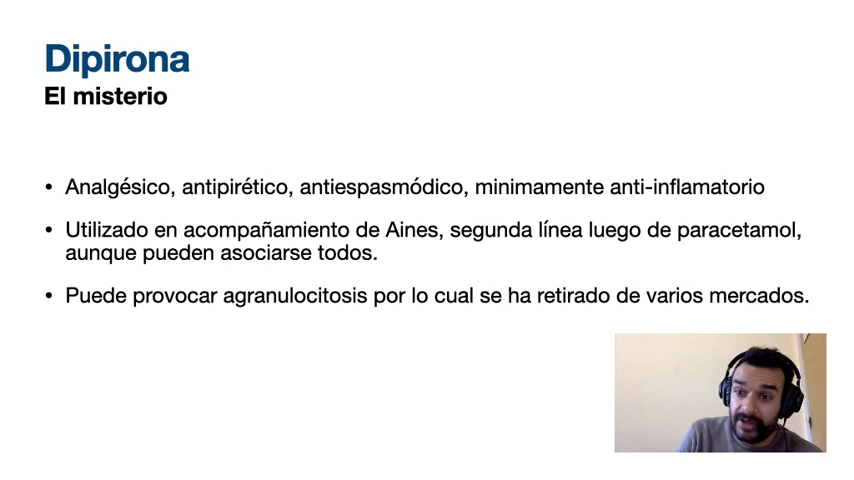 Dipirona
El misterio
• Analgésico, antipirético, antiespasmódico, minimamente anti-inflamatorio
• Utilizado en acompañamiento de Aines, segunda línea luego de paracetamol,
aunque pueden asociarse todos.
• Puede provocar agranulocitosis por lo cual se ha retirado de varios mercados.